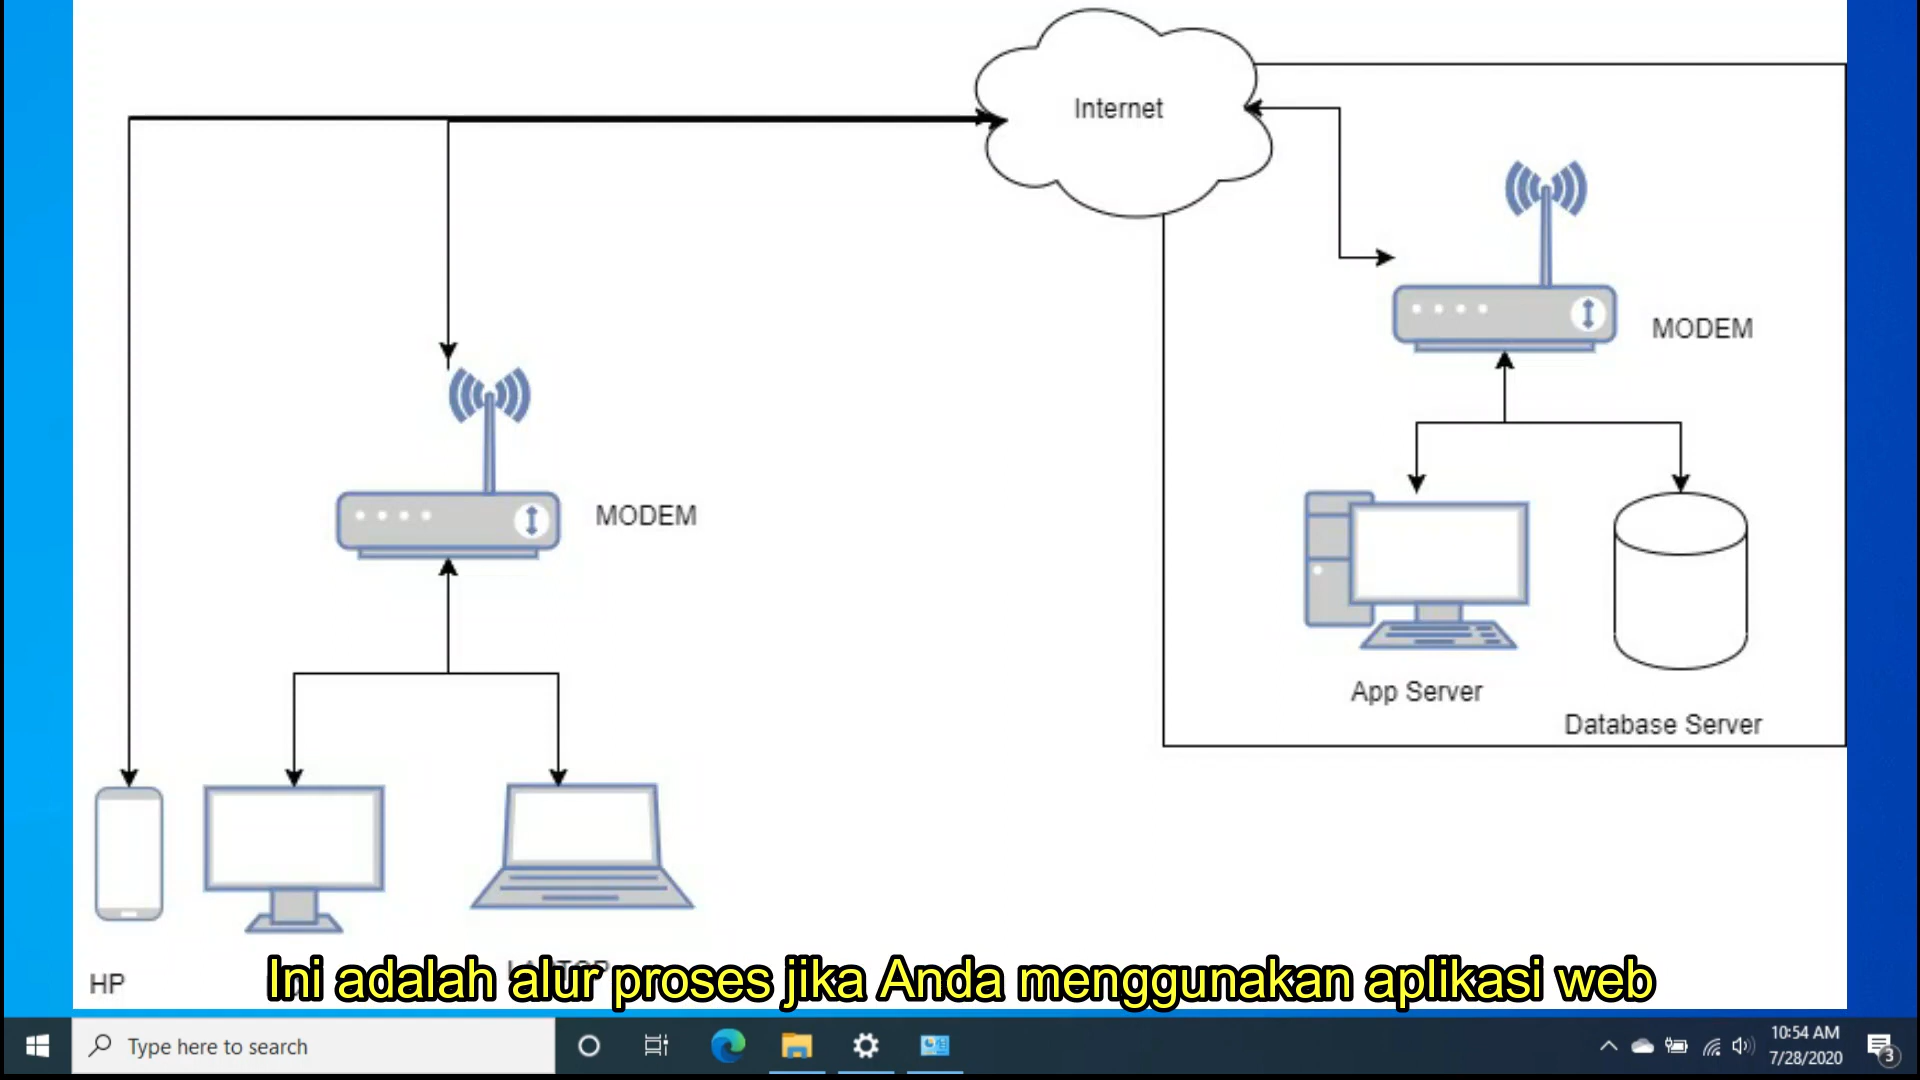 Internet
MODEM
MODEM
App Server
Database Server
HP
Ini adalah alur proses jika Anda menggunakan aplikasi web
Type here to search
10:54 AM
7/28/2020
3